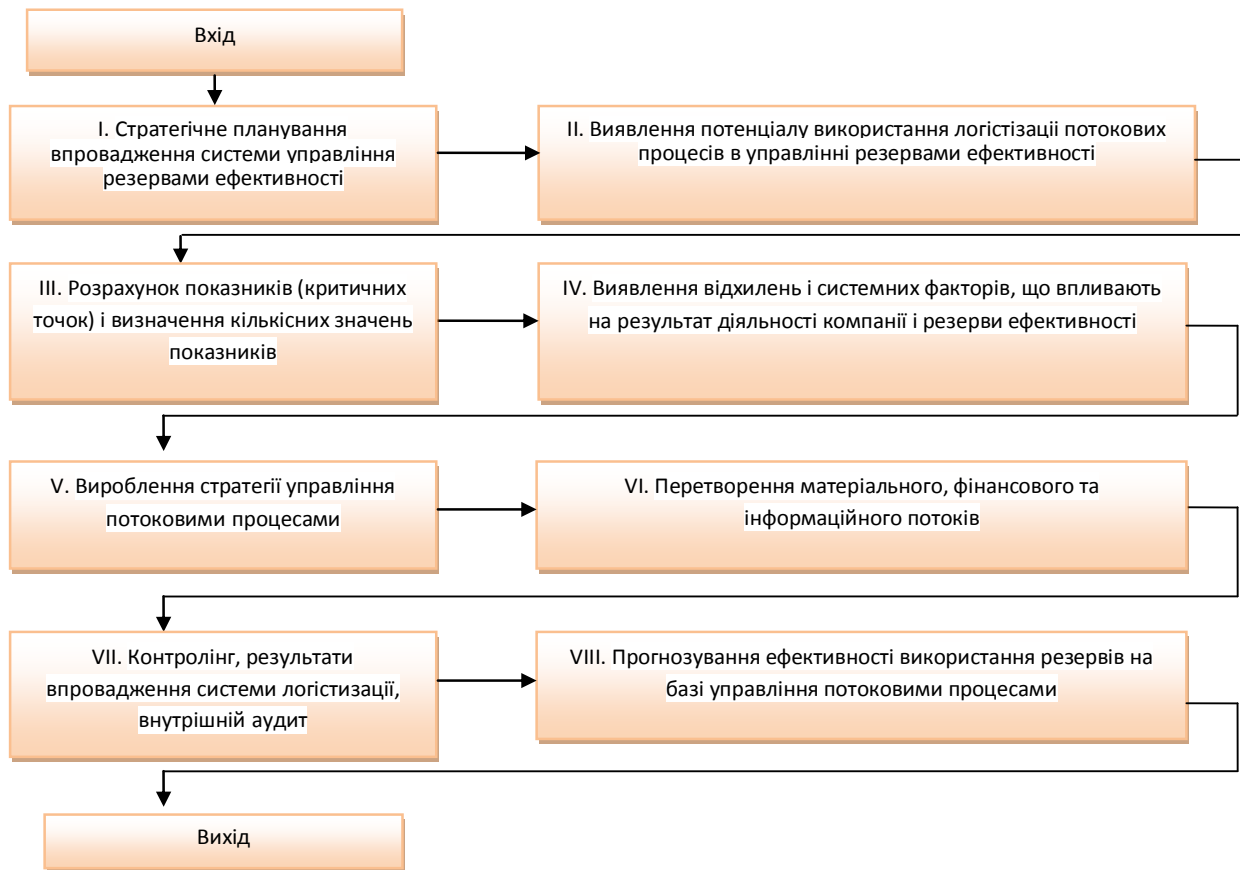 Вхід
I. Стратегічне планування
впровадження системи управління
резервами ефективності
II. Виявлення потенціалу використання логістізаціі потокових
процесів в управлінні резервами ефективності
III. Розрахунок показників (критичних
точок) і визначення кількісних значень
показників
IV. Виявлення відхилень і системних факторів, що впливають
на результат діяльності компанії і резерви ефективності
V. Вироблення стратегії управління
потоковими процесами
VI. Перетворення матеріального, фінансового та
інформаційного потоків
VII. Контролінг, результати
впровадження системи логістизації,
внутрішній аудит
VIII. Прогнозування ефективності використання резервів на
базі управління потоковими процесами
Вихід